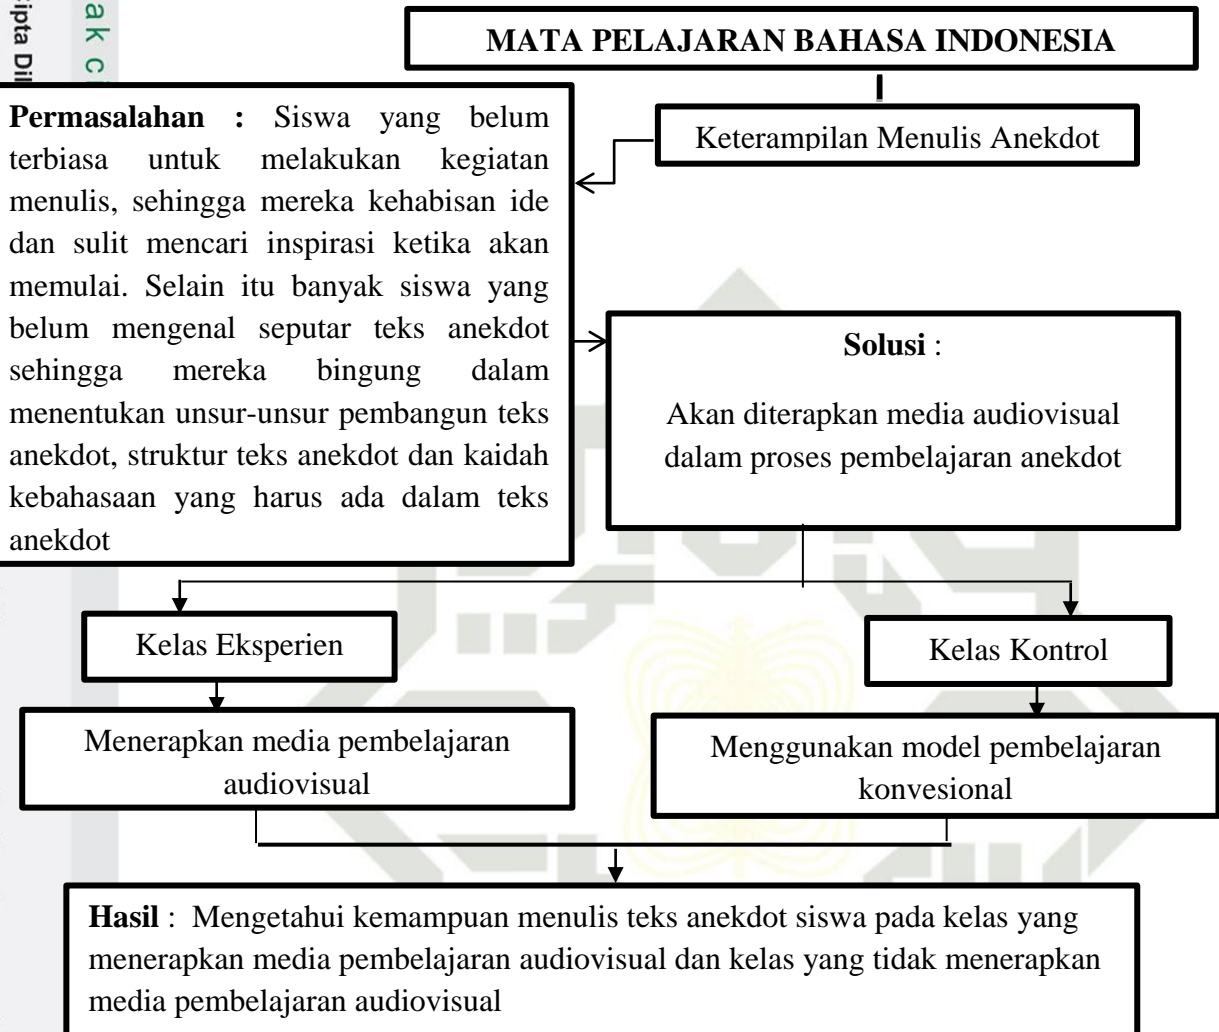 ak c
ipta Dil
MATA PELAJARAN BAHASA INDONESIA
Keterampilan Menulis Anekdot
Permasalahan : Siswa yang belum
terbiasa untuk melakukan kegiatan
menulis, sehingga mereka kehabisan ide
dan sulit mencari inspirasi ketika akan
memulai. Selain itu banyak siswa yang
belum mengenal seputar teks anekdot
sehingga mereka bingung dalam
menentukan unsur-unsur pembangun teks
anekdot, struktur teks anekdot dan kaidah
kebahasaan yang harus ada dalam teks
anekdot
Solusi :
Akan diterapkan media audiovisual
dalam proses pembelajaran anekdot
Kelas Eksperien
Kelas Kontrol
Menerapkan media pembelajaran
audiovisual
Menggunakan model pembelajaran
konvesional
Hasil : Mengetahui kemampuan menulis teks anekdot siswa pada kelas yang
menerapkan media pembelajaran audiovisual dan kelas yang tidak menerapkan
media pembelajaran audiovisual